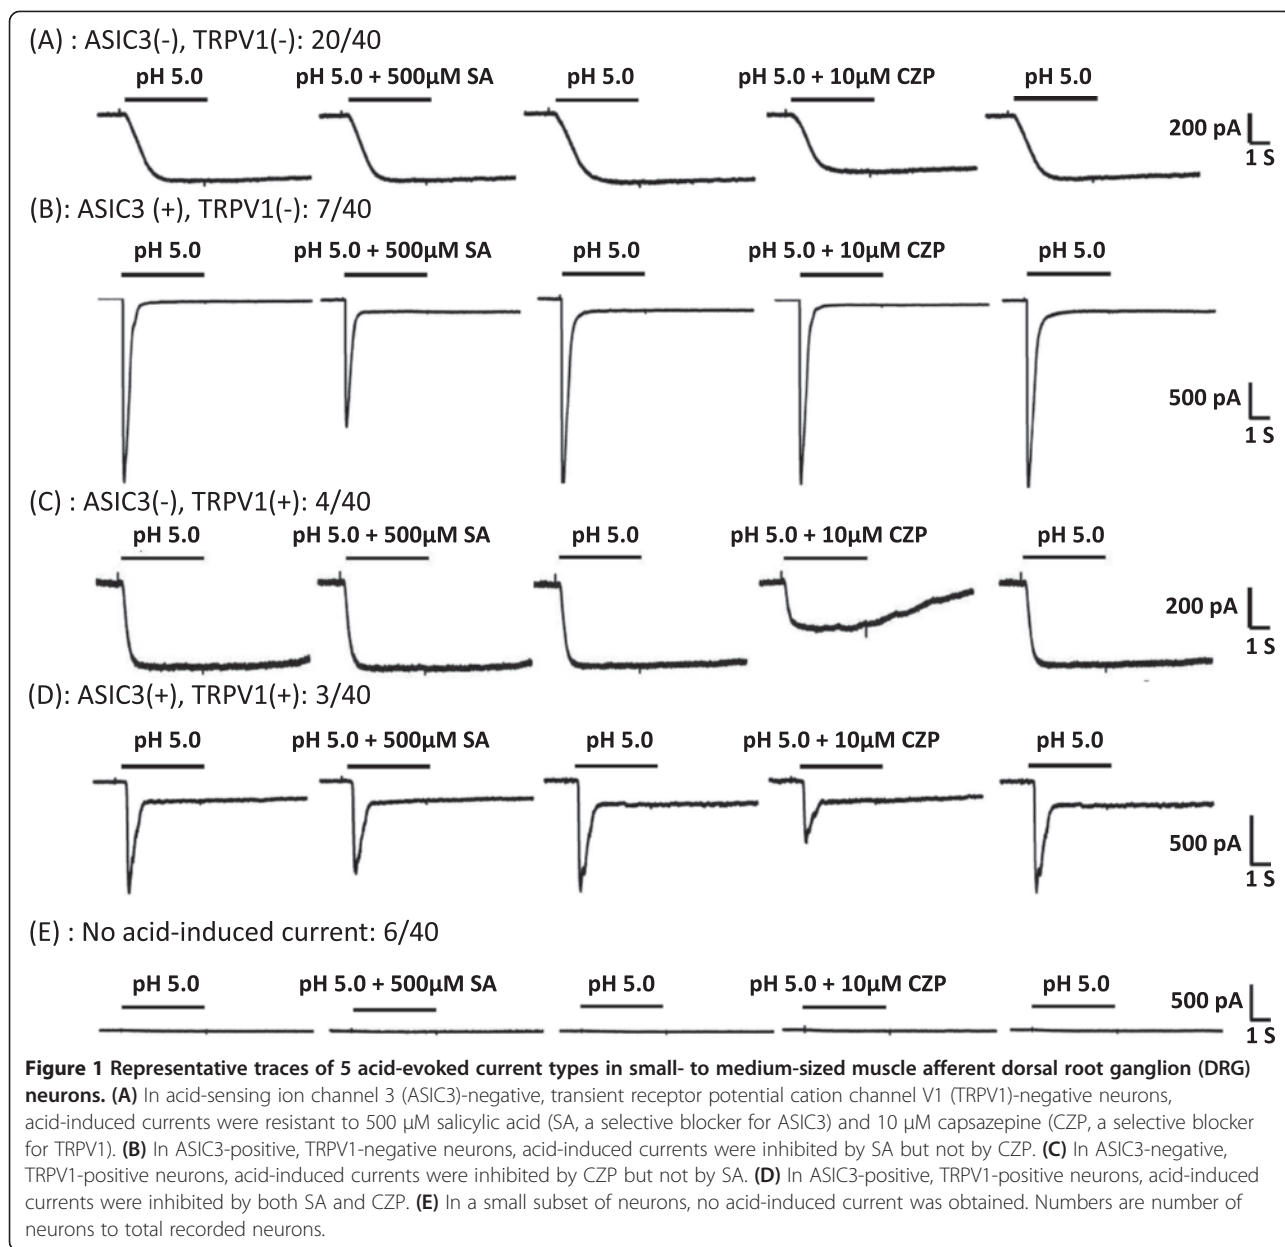 (A) : ASIC3(-), TRPV1(-): 20/40
pH 5.0 pH 5.0 + 500µM SA pH 5.0 pH 5.0 + 10µM CZP pH 5.0
200 pA
1 S
(B): ASIC3 (+), TRPV1(-): 7/40
pH 5.0 pH 5.0 + 500µM SA pH 5.0 pH 5.0 + 10µM CZP pH 5.0
500 pA
1 S
(C) : ASIC3(-), TRPV1(+): 4/40
pH 5.0 pH 5.0 + 500µM SA pH 5.0 pH 5.0 + 10µM CZP pH 5.0
200 pA
1 S
(D): ASIC3(+), TRPV1(+): 3/40
pH 5.0 pH 5.0 + 500µM SA pH 5.0 pH 5.0 + 10µM CZP pH 5.0
500 pA
1 S
(E) : No acid-induced current: 6/40
pH 5.0 pH 5.0 + 500µM SA pH 5.0 pH 5.0 + 10µM CZP pH 5.0
500 pA
1 S
Figure 1 Representative traces of 5 acid-evoked current types in small- to medium-sized muscle afferent dorsal root ganglion (DRG)
neurons. (A) In acid-sensing ion channel 3 (ASIC3)-negative, transient receptor potential cation channel V1 (TRPV1)-negative neurons,
acid-induced currents were resistant to 500 µM salicylic acid (SA, a selective blocker for ASIC3) and 10 µM capsazepine (CZP, a selective blocker
for TRPV1). (B) In ASIC3-positive, TRPV1-negative neurons, acid-induced currents were inhibited by SA but not by CZP. (C) In ASIC3-negative,
TRPV1-positive neurons, acid-induced currents were inhibited by CZP but not by SA. (D) In ASIC3-positive, TRPV1-positive neurons, acid-induced
currents were inhibited by both SA and CZP. (E) In a small subset of neurons, no acid-induced current was obtained. Numbers are number of
neurons to total recorded neurons.